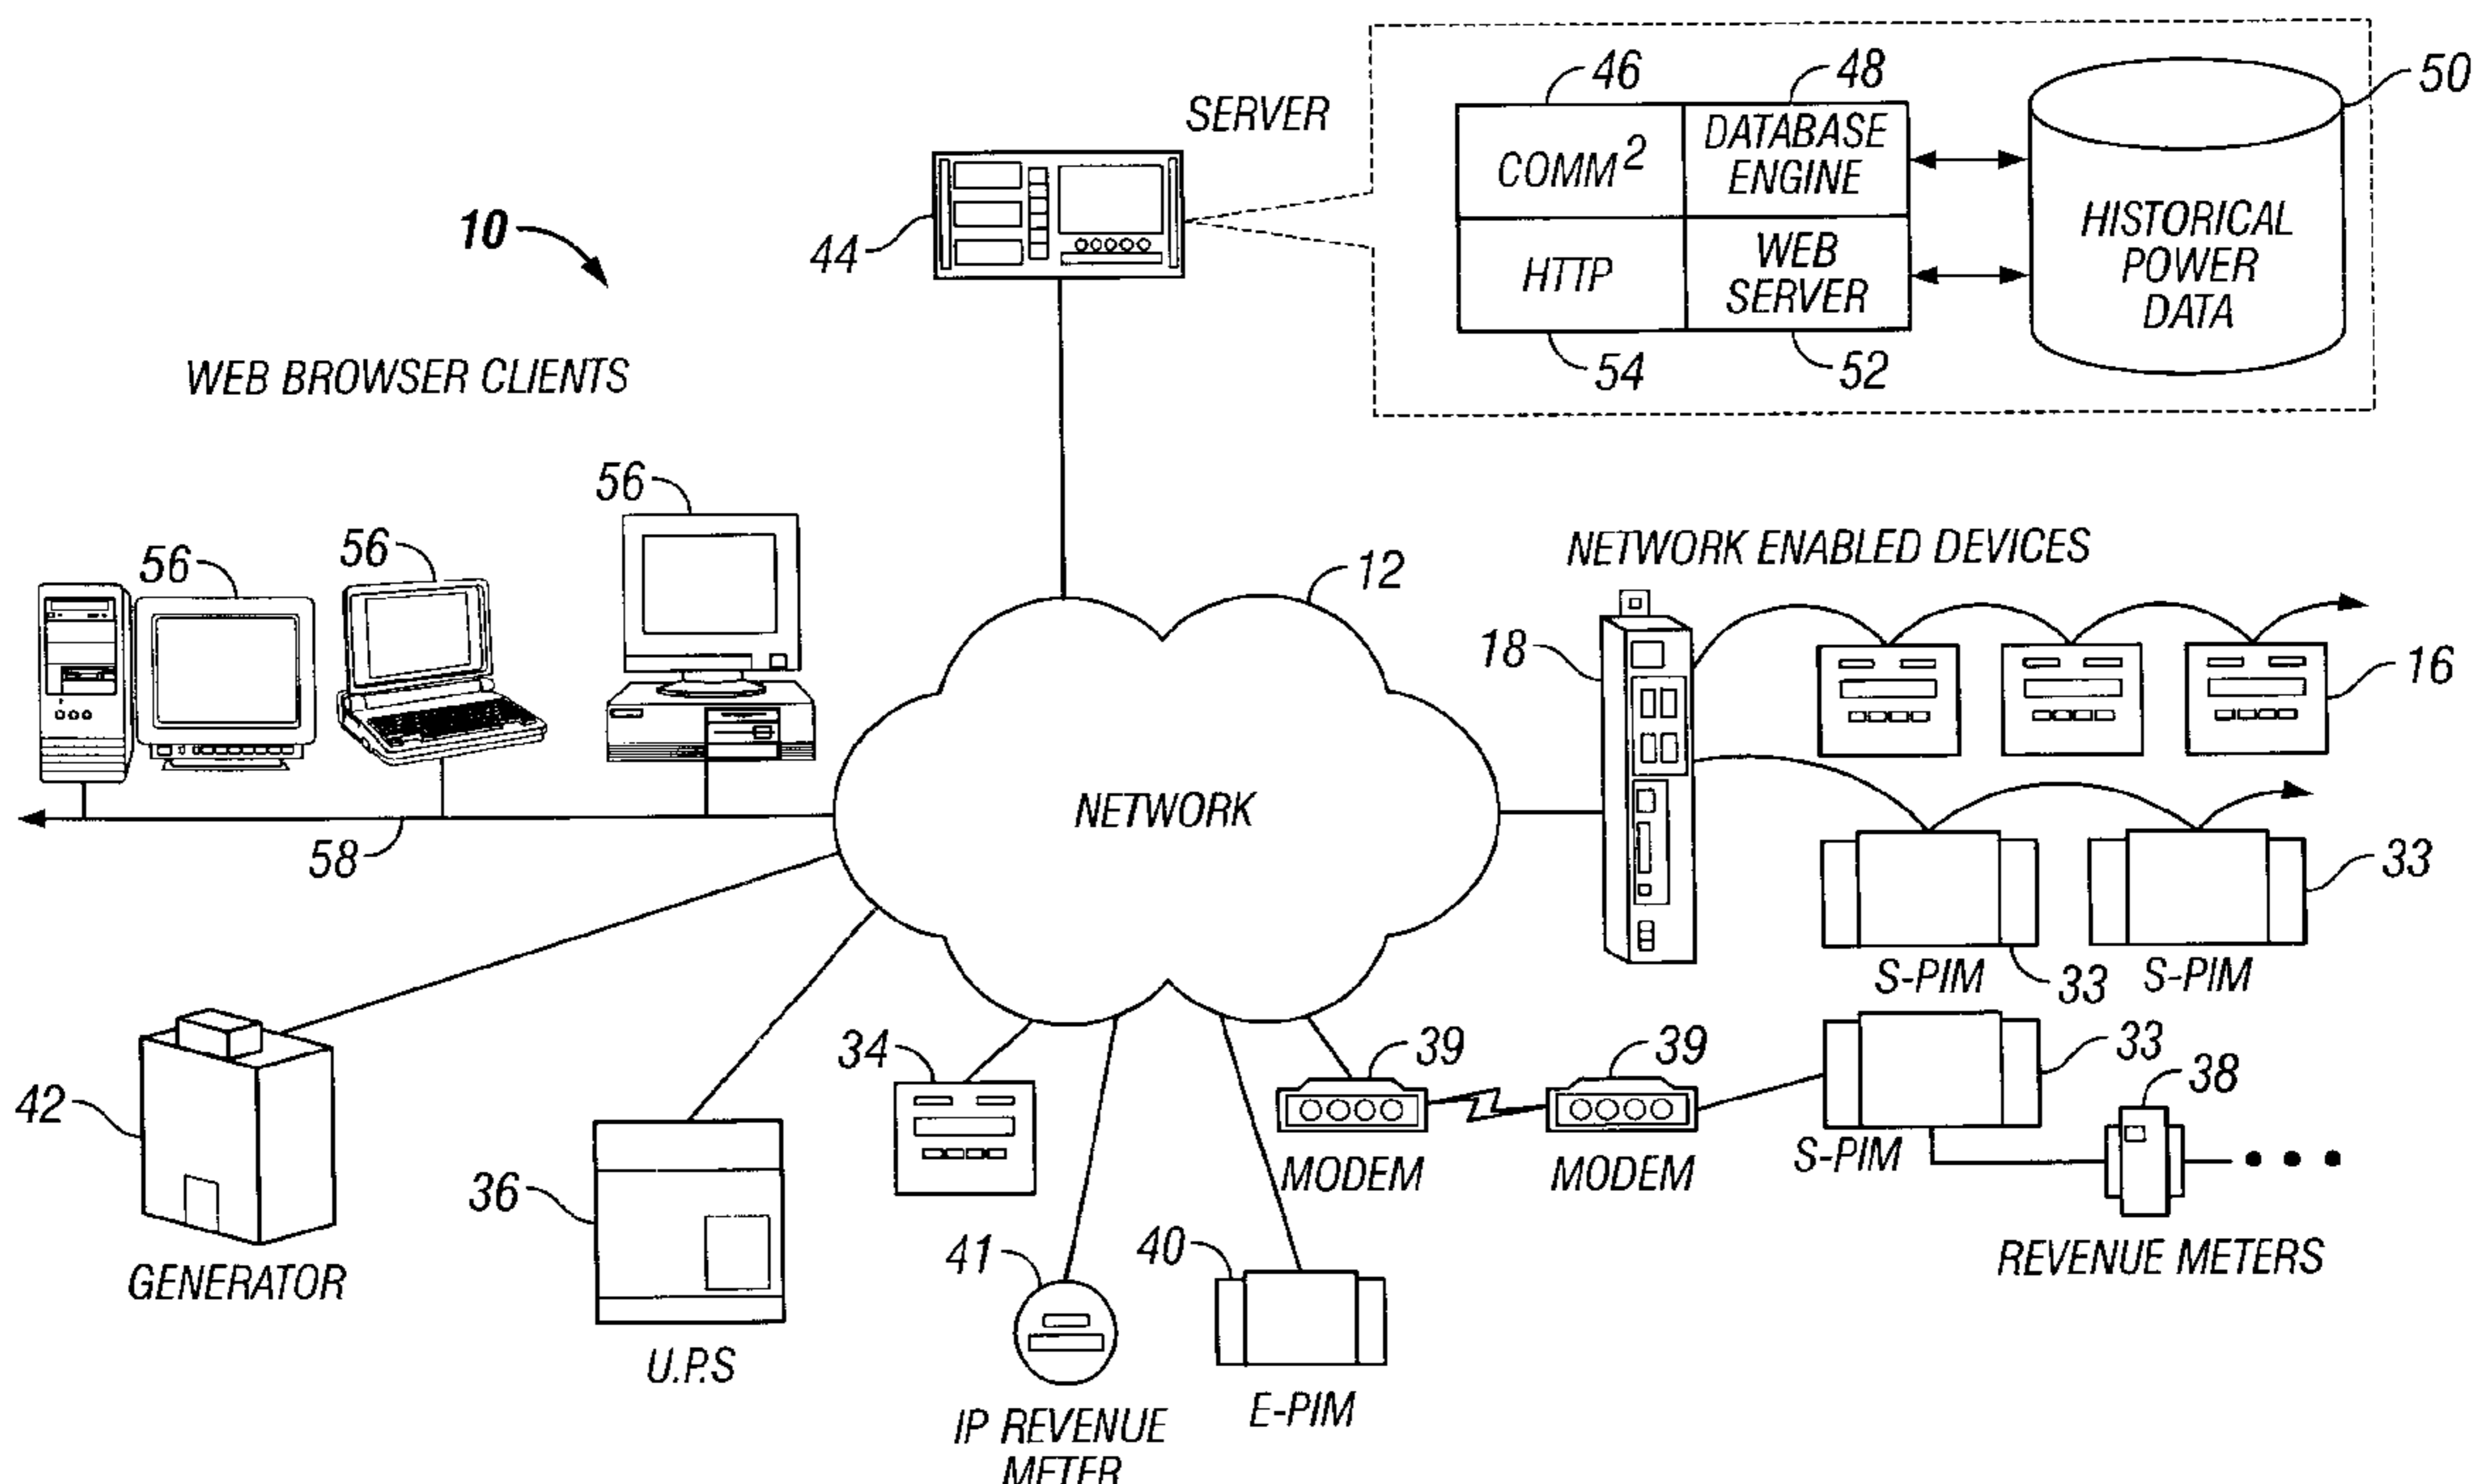 46
48
50
SERVER
COMM²
DATABASE
ENGINE
HISTORICAL
POWER
DATA
10
44
HTTP
WEB
SERVER
54
52
WEB BROWSER CLIENTS
56
56
56
12
NETWORK ENABLED DEVICES
18
16
NETWORK
58
33
S-PIM
33
S-PIM
34
39
39
33
38
42
MODEM
MODEM
S-PIM
36
41
40
REVENUE METERS
GENERATOR
U.P.S
E-PIM
IP REVENUE
METER